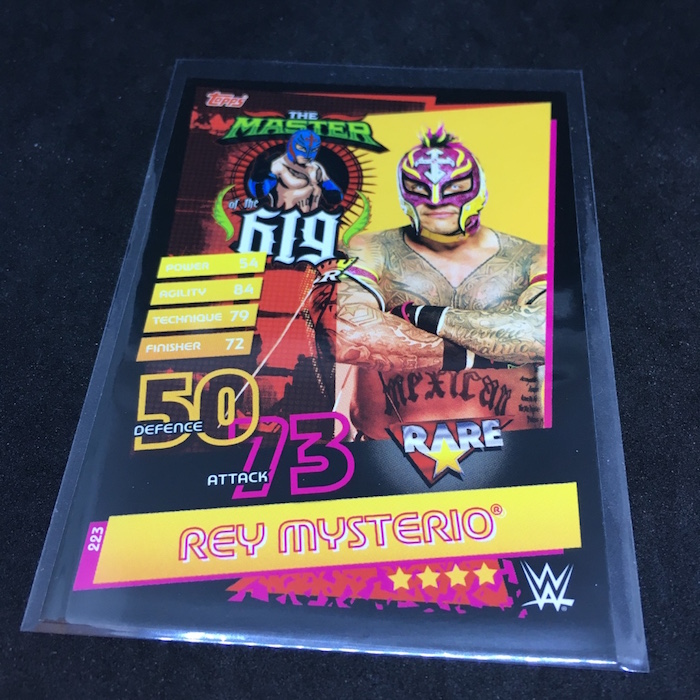 Topps
THE
MASTER
of the
619
POWER 54
AGILITY 84
TECHNIQUE 79
FINISHER 72
mexican
50
DEFENCE
73
ATTACK
RARE
223
REY MYSTERIO®
W